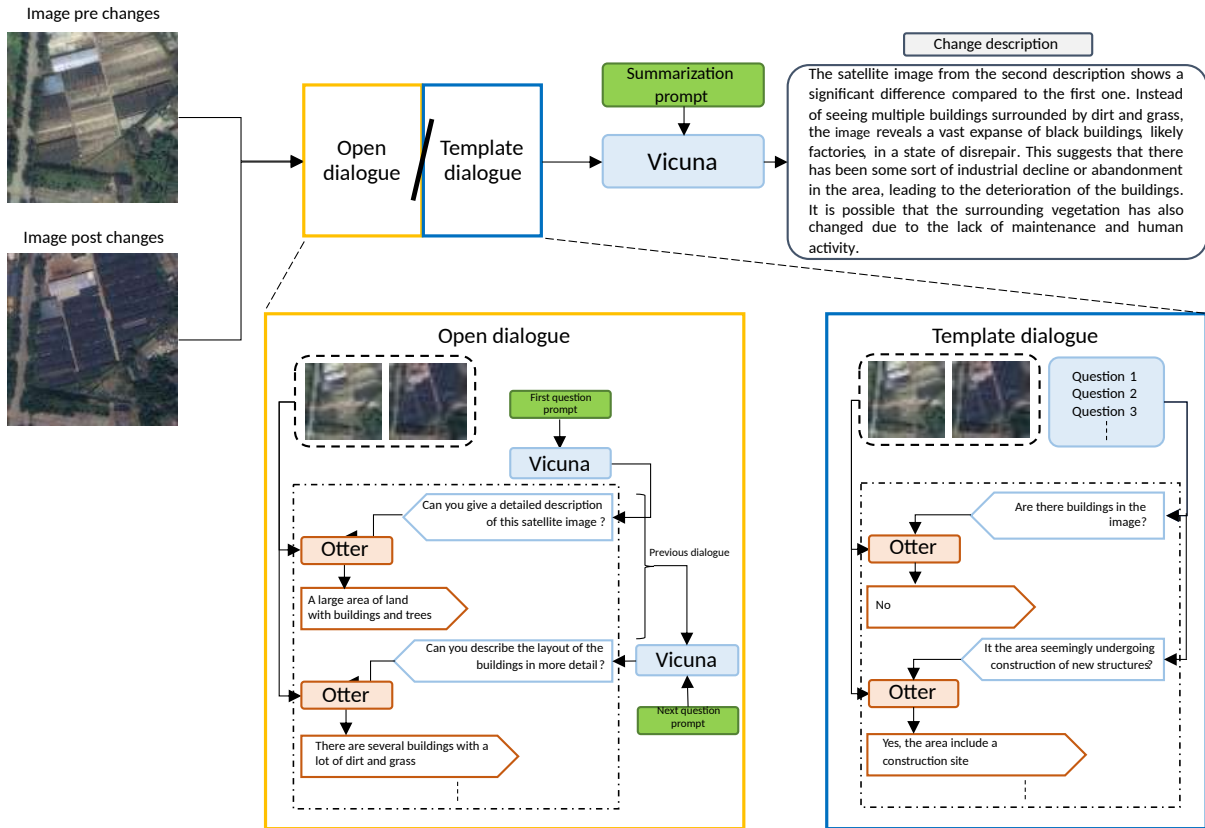 Image pre changes
Image post changes
Open
dialogue
Template
dialogue
Summarization
prompt
Vicuna
Change description
The satellite image from the second description shows a
significant difference compared to the first one. Instead
of seeing multiple buildings surrounded by dirt and grass,
the image reveals a vast expanse of black buildings, likely
factories, in a state of disrepair. This suggests that there
has been some sort of industrial decline or abandonment
in the area, leading to the deterioration of the buildings.
It is possible that the surrounding vegetation has also
changed due to the lack of maintenance and human
activity.
Open dialogue
First question
prompt
Vicuna
Can you give a detailed description
of this satellite image ?
Otter
Previous dialogue
A large area of land
with buildings and trees
Can you describe the layout of the
buildings in more detail ?
Vicuna
Otter
Next question
prompt
There are several buildings with a
lot of dirt and grass
Template dialogue
Question 1
Question 2
Question 3
Are there buildings in the
image?
Otter
No
It the area seemingly undergoing
construction of new structures?
Otter
Yes, the area include a
construction site